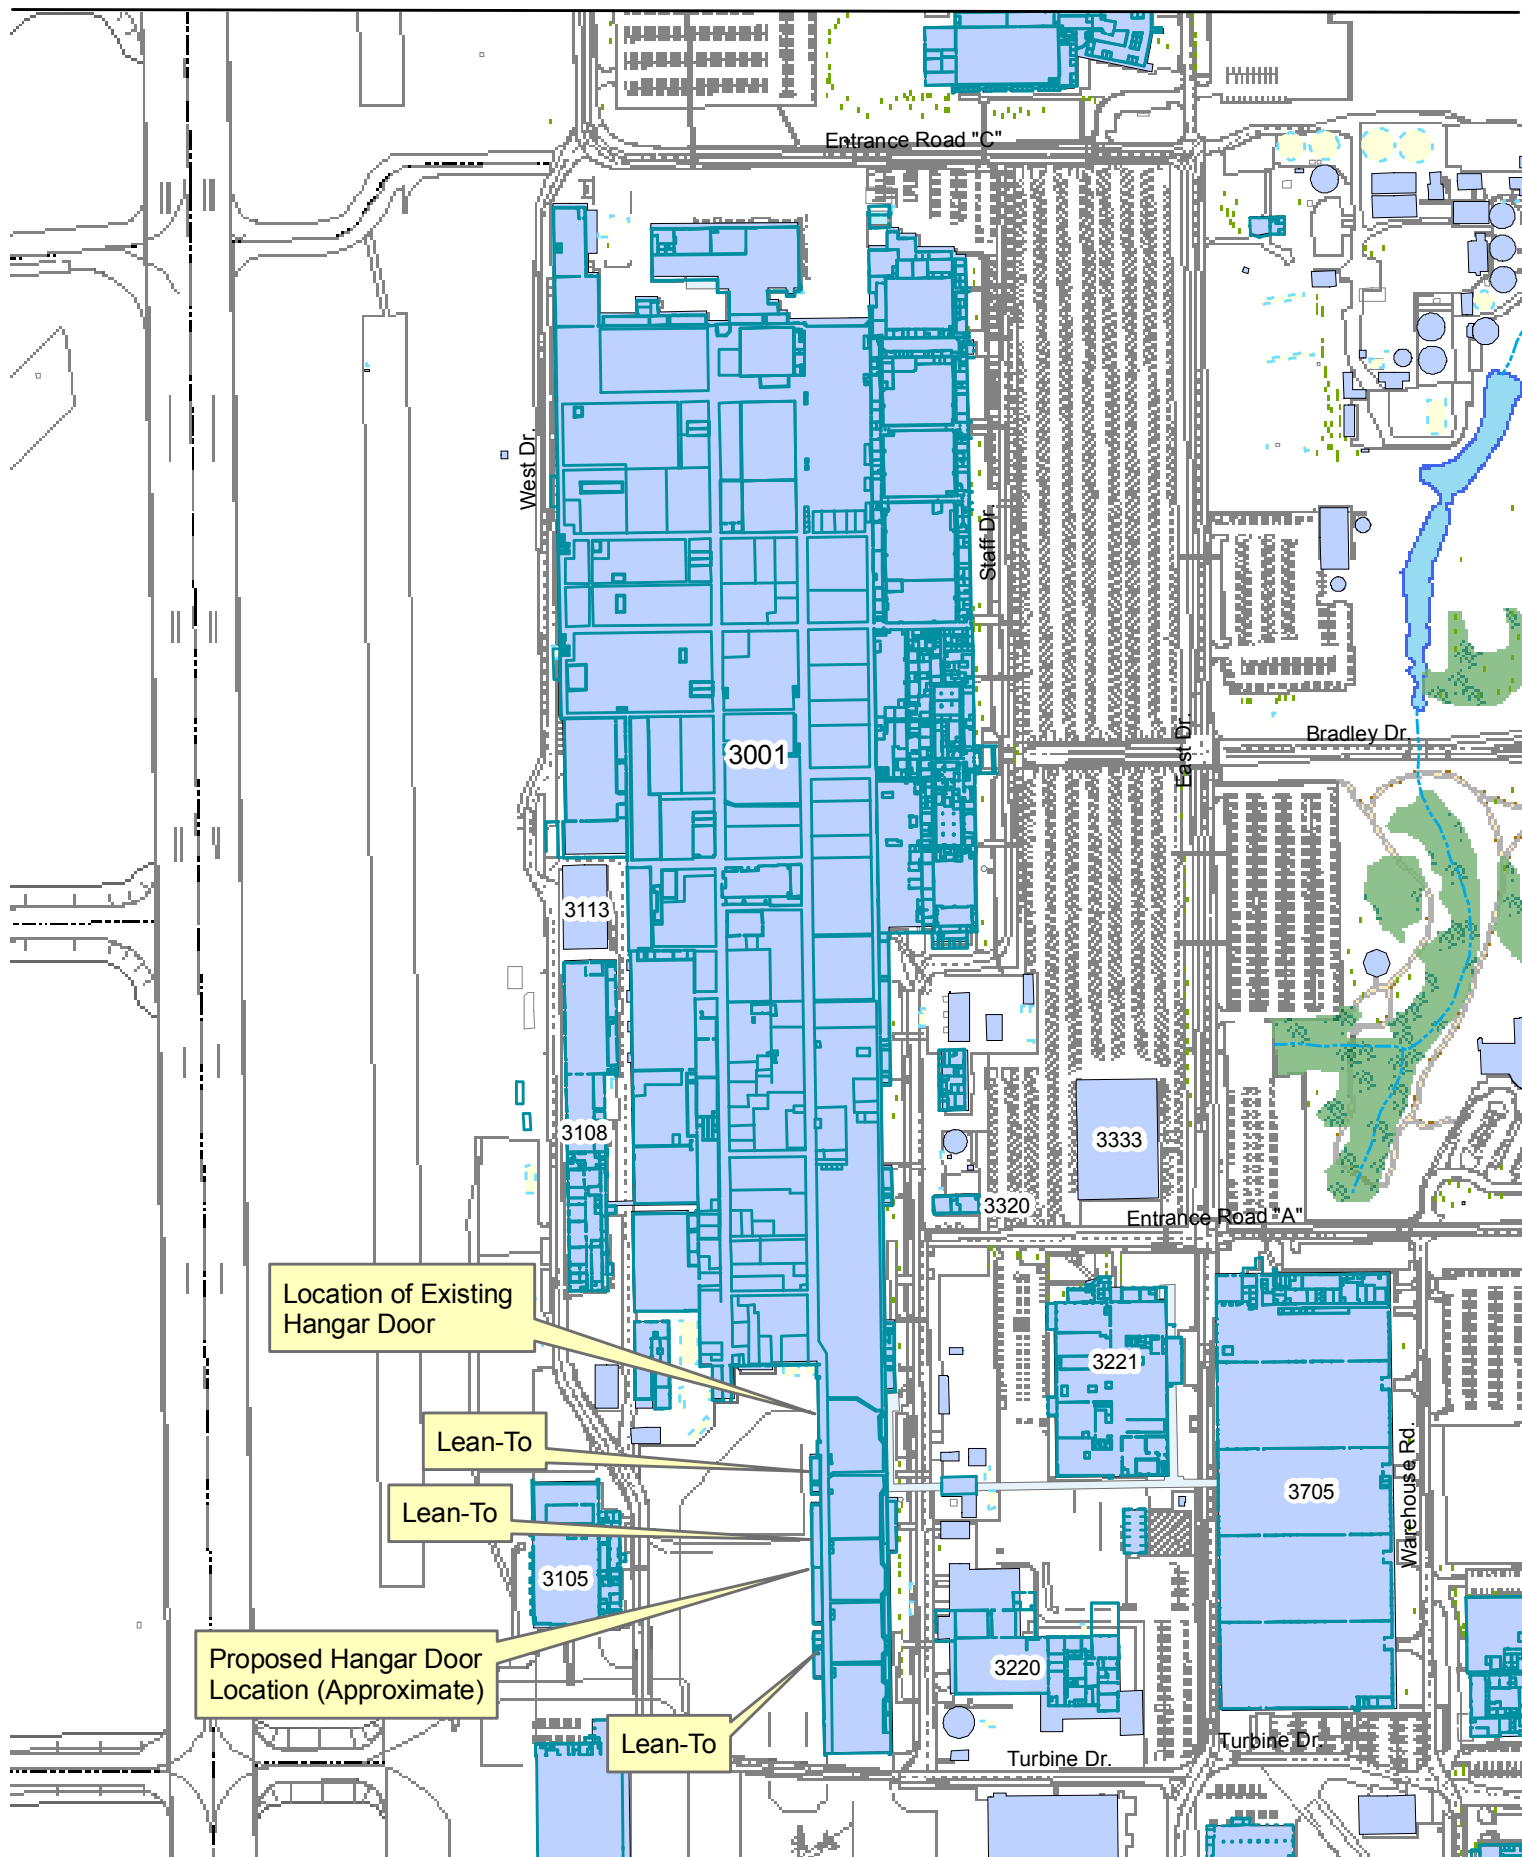 Entrance Road "C"
West Dr.
Staff Dr.
3001
East Dr.
Bradley Dr.
3113
3108
3333
3320
Entrance Road "A"
Location of Existing
Hangar Door
3221
Lean-To
Warehouse Rd.
3705
Lean-To
3105
Proposed Hangar Door
Location (Approximate)
3220
Lean-To
Turbine Dr.
Turbine Dr.